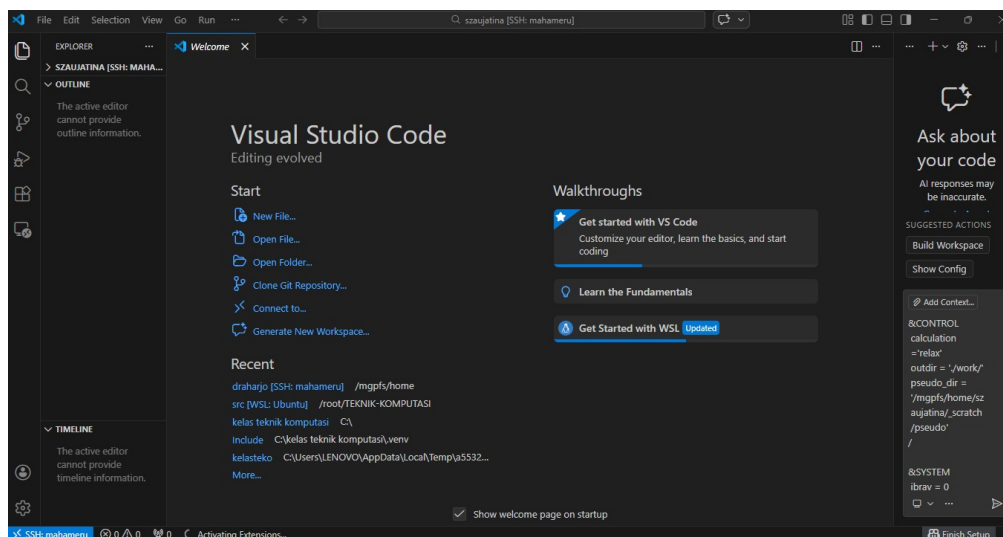 File Edit Selection View Go Run ··· szaujatina [SSH: mahameru]
EXPLORER ···
SZAUJATINA [SSH: MAHA...
OUTLINE
The active editor
cannot provide
outline information.
TIMELINE
The active editor
cannot provide
timeline information.
Welcome
Visual Studio Code
Editing evolved
Start
New File...
Open File...
Open Folder...
Clone Git Repository...
Connect to...
Generate New Workspace...
Recent
draharjo [SSH: mahameru] /mgpfs/home
src [WSL: Ubuntu] /root/TEKNIK-KOMPUTASI
kelas teknik komputasi C:\
Include C:\kelas teknik komputasi\.venv
kelasteko C:\Users\LENOVO\AppData\Local\Temp\a5532...
More...
Walkthroughs
Get started with VS Code
Customize your editor, learn the basics, and start
coding
Learn the Fundamentals
Get Started with WSL Updated
Show welcome page on startup
Ask about
your code
AI responses may
be inaccurate.
SUGGESTED ACTIONS
Build Workspace
Show Config
Add Context...
&CONTROL
calculation
='relax'
outdir = './work/'
pseudo_dir =
'/mgpfs/home/sz
aujatina/_scratch
/pseudo'
/
&SYSTEM
ibrav = 0
SSH: mahameru 0 0 0 Activating Extensions... Finish Setup